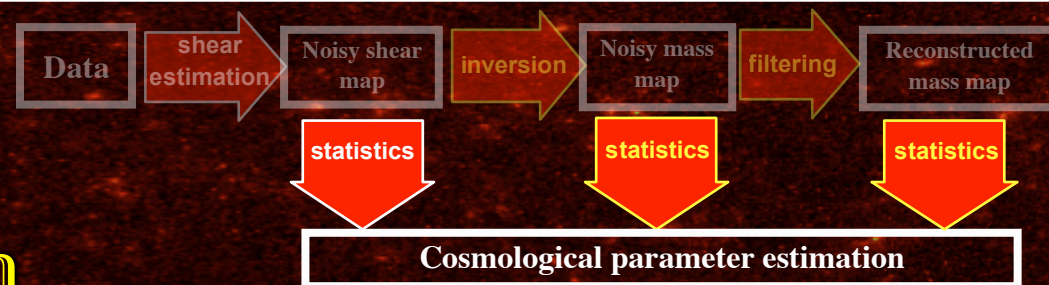 Data
shear
estimation
Noisy shear
map
inversion
Noisy mass
map
filtering
Reconstructed
mass map
statistics
statistics
statistics
Cosmological parameter estimation